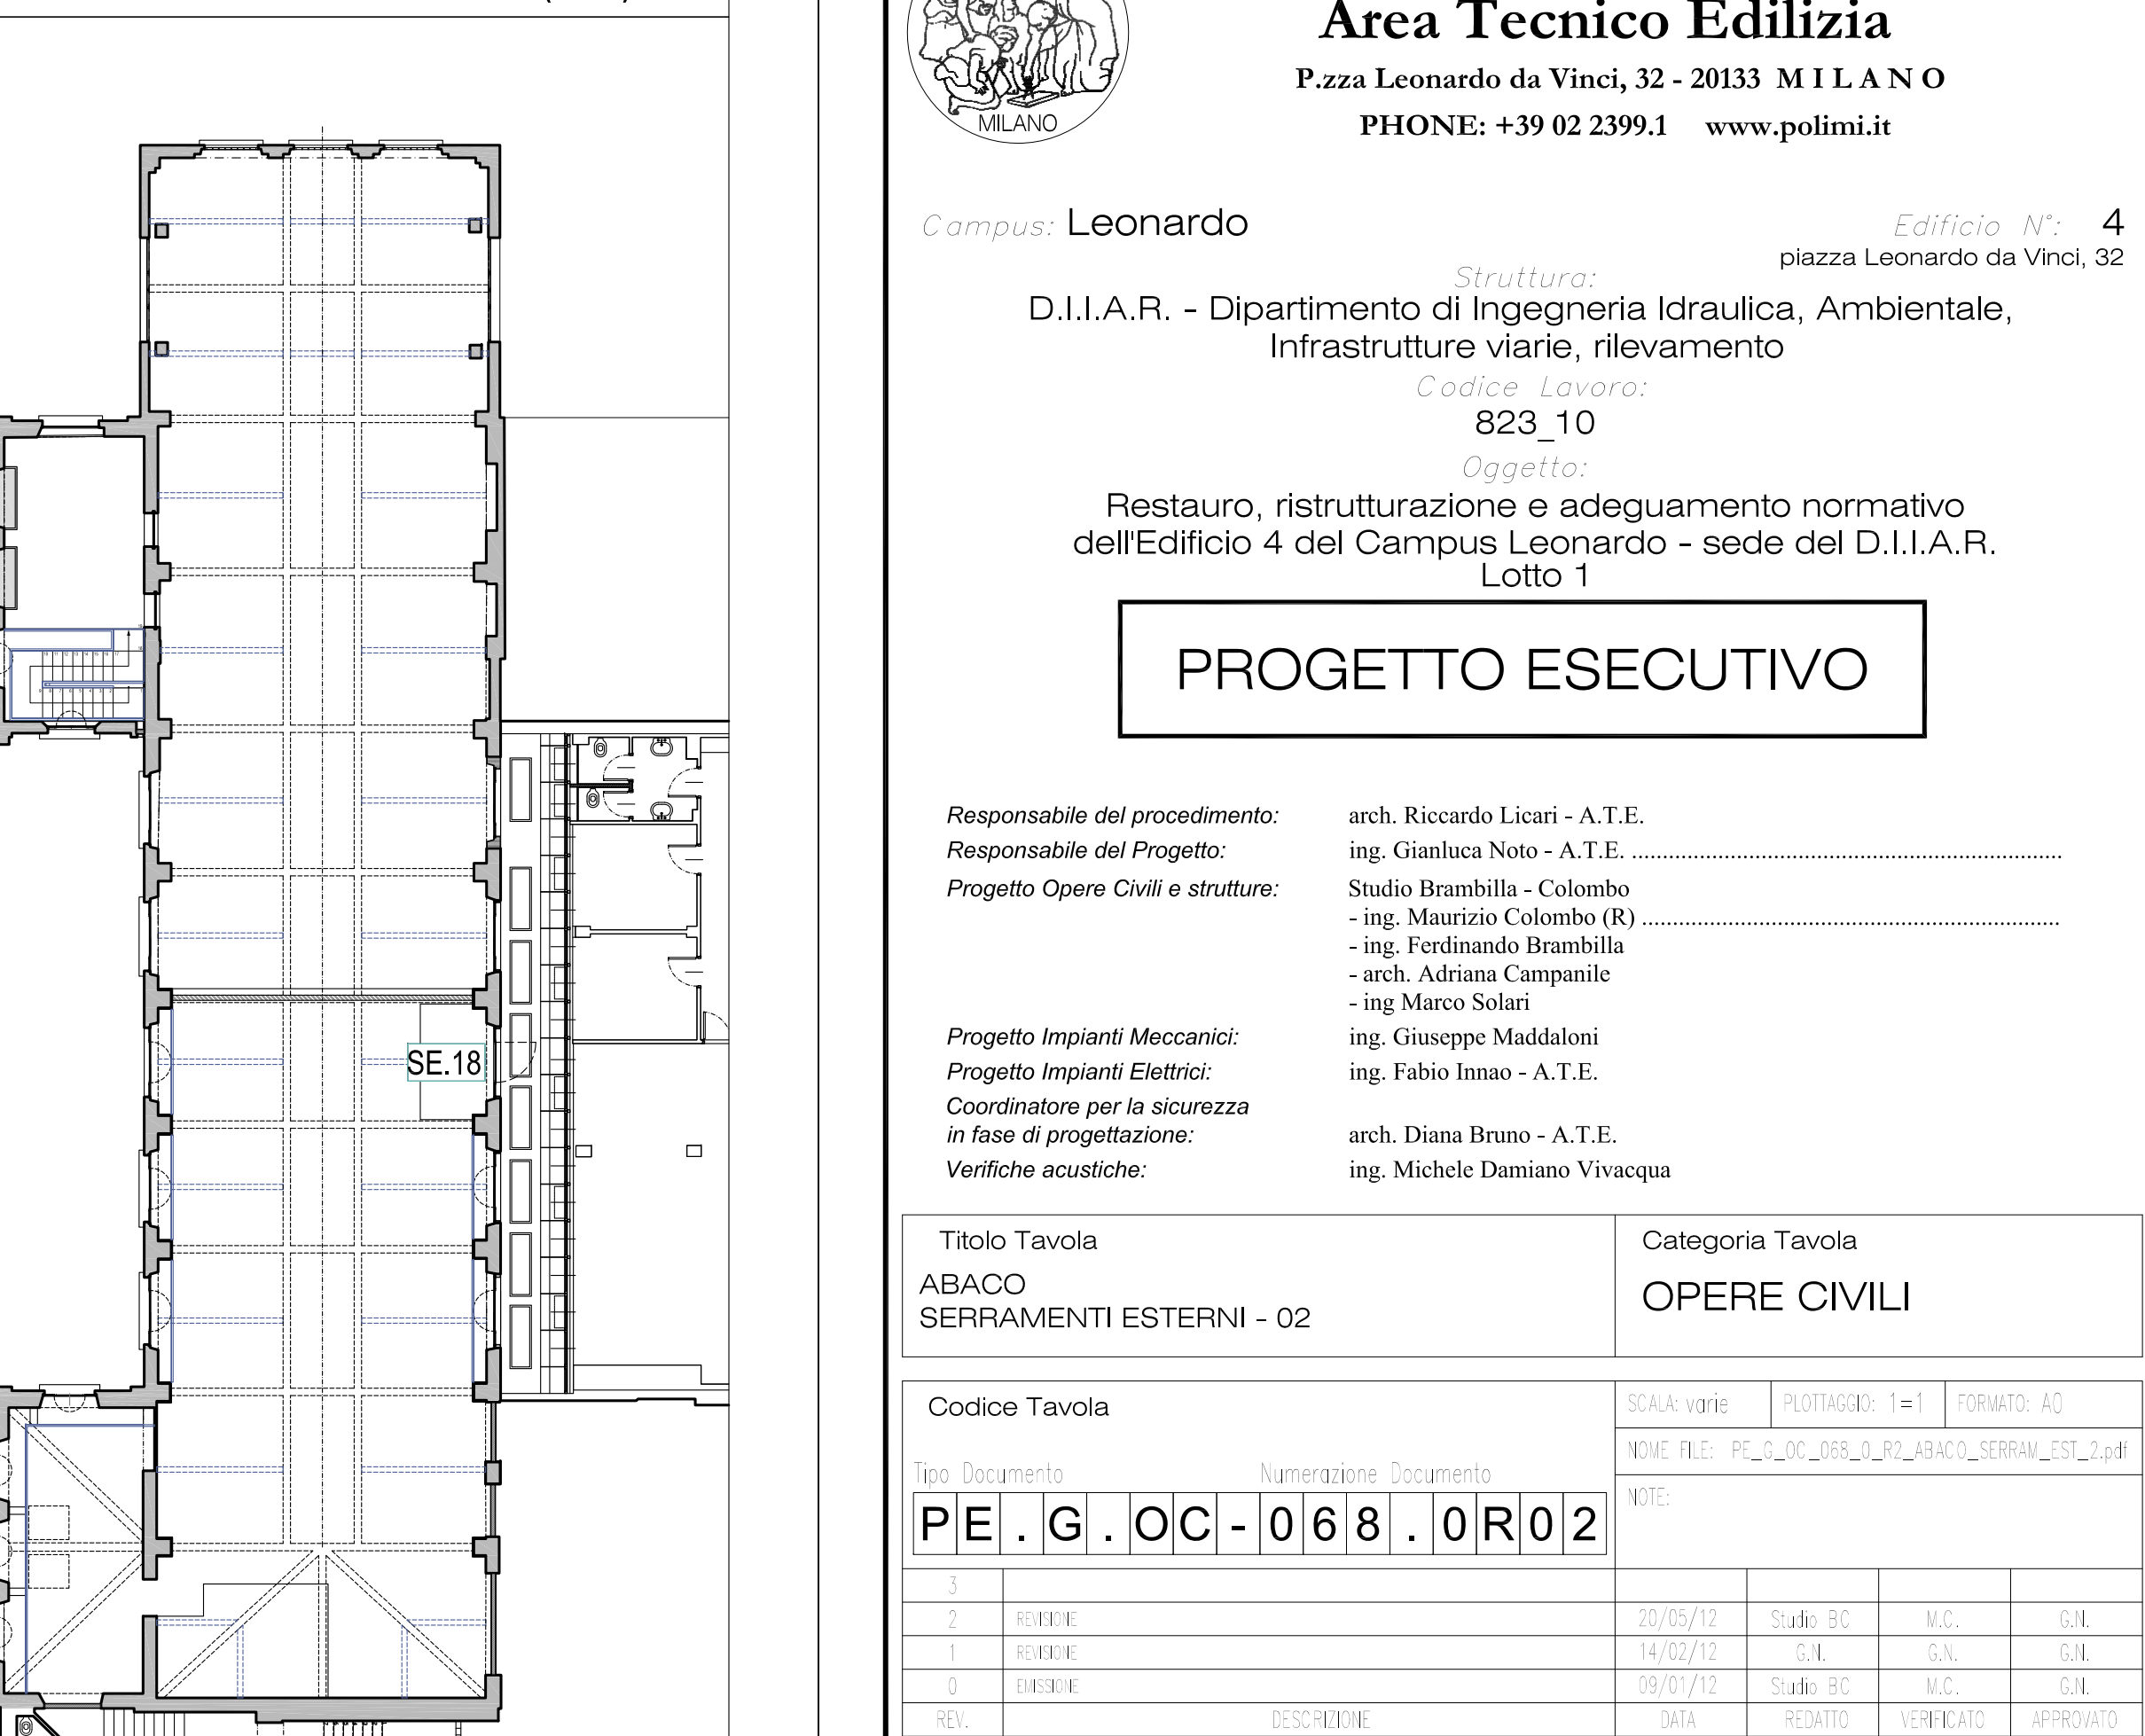 Area Tecnico Edilizia
P.zza Leonardo da Vinci, 32 - 20133 MILANO
PHONE: +39 02 2399.1 www.polimi.it
MILANO
Campus: Leonardo
Edificio N°: 4
piazza Leonardo da Vinci, 32
Struttura:
D.I.I.A.R. - Dipartimento di Ingegneria Idraulica, Ambientale,
Infrastrutture viarie, rilevamento
Codice Lavoro:
823_10
Oggetto:
Restauro, ristrutturazione e adeguamento normativo
dell'Edificio 4 del Campus Leonardo - sede del D.I.I.A.R.
Lotto 1
PROGETTO ESECUTIVO
Responsabile del procedimento: arch. Riccardo Licari - A.T.E.
Responsabile del Progetto: ing. Gianluca Noto - A.T.E.
Progetto Opere Civili e strutture: Studio Brambilla - Colombo
- ing. Maurizio Colombo (R)
- ing. Ferdinando Brambilla
- arch. Adriana Campanile
- ing Marco Solari
Progetto Impianti Meccanici: ing. Giuseppe Maddaloni
Progetto Impianti Elettrici: ing. Fabio Innao - A.T.E.
Coordinatore per la sicurezza
in fase di progettazione: arch. Diana Bruno - A.T.E.
Verifiche acustiche: ing. Michele Damiano Vivacqua
SE.18
Titolo Tavola
ABACO
SERRAMENTI ESTERNI - 02
Categoria Tavola
OPERE CIVILI
Codice Tavola
Tipo Documento Numerazione Documento
PE.G.OC-068.0R02
SCALA: varie PLOTTAGGIO: 1=1 FORMATO: A0
NOME FILE: PE_G_OC_068_0_R2_ABACO_SERRAM_EST_2.pdf
NOTE:
3
2 REVISIONE 20/05/12 Studio BC M.C. G.N.
1 REVISIONE 14/02/12 G.N. G.N. G.N.
0 EMISSIONE 09/01/12 Studio BC M.C. G.N.
REV. DESCRIZIONE DATA REDATTO VERIFICATO APPROVATO